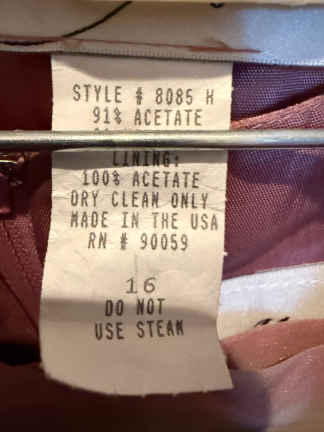 STYLE # 8085 H
91% ACETATE
LINING:
100% ACETATE
DRY CLEAN ONLY
MADE IN THE USA
RN # 90059
16
DO NOT
USE STEAM